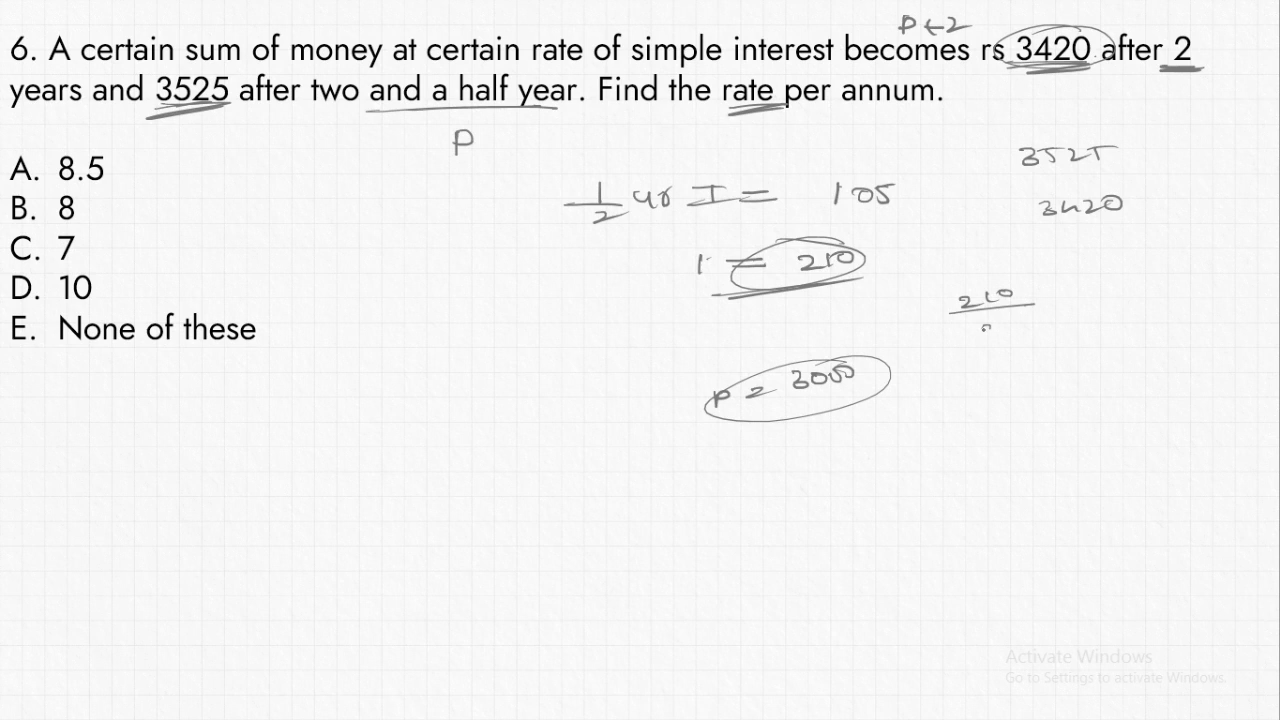 P+2
6. A certain sum of money at certain rate of simple interest becomes rs 3420 after 2
years and 3525 after two and a half year. Find the rate per annum.
P
3525
A. 8.5
1/2 yr I = 105
3420
B. 8
C. 7
1 = 210
D. 10
210
E. None of these
P = 3000
Activate Windows
Go to Settings to activate Windows.